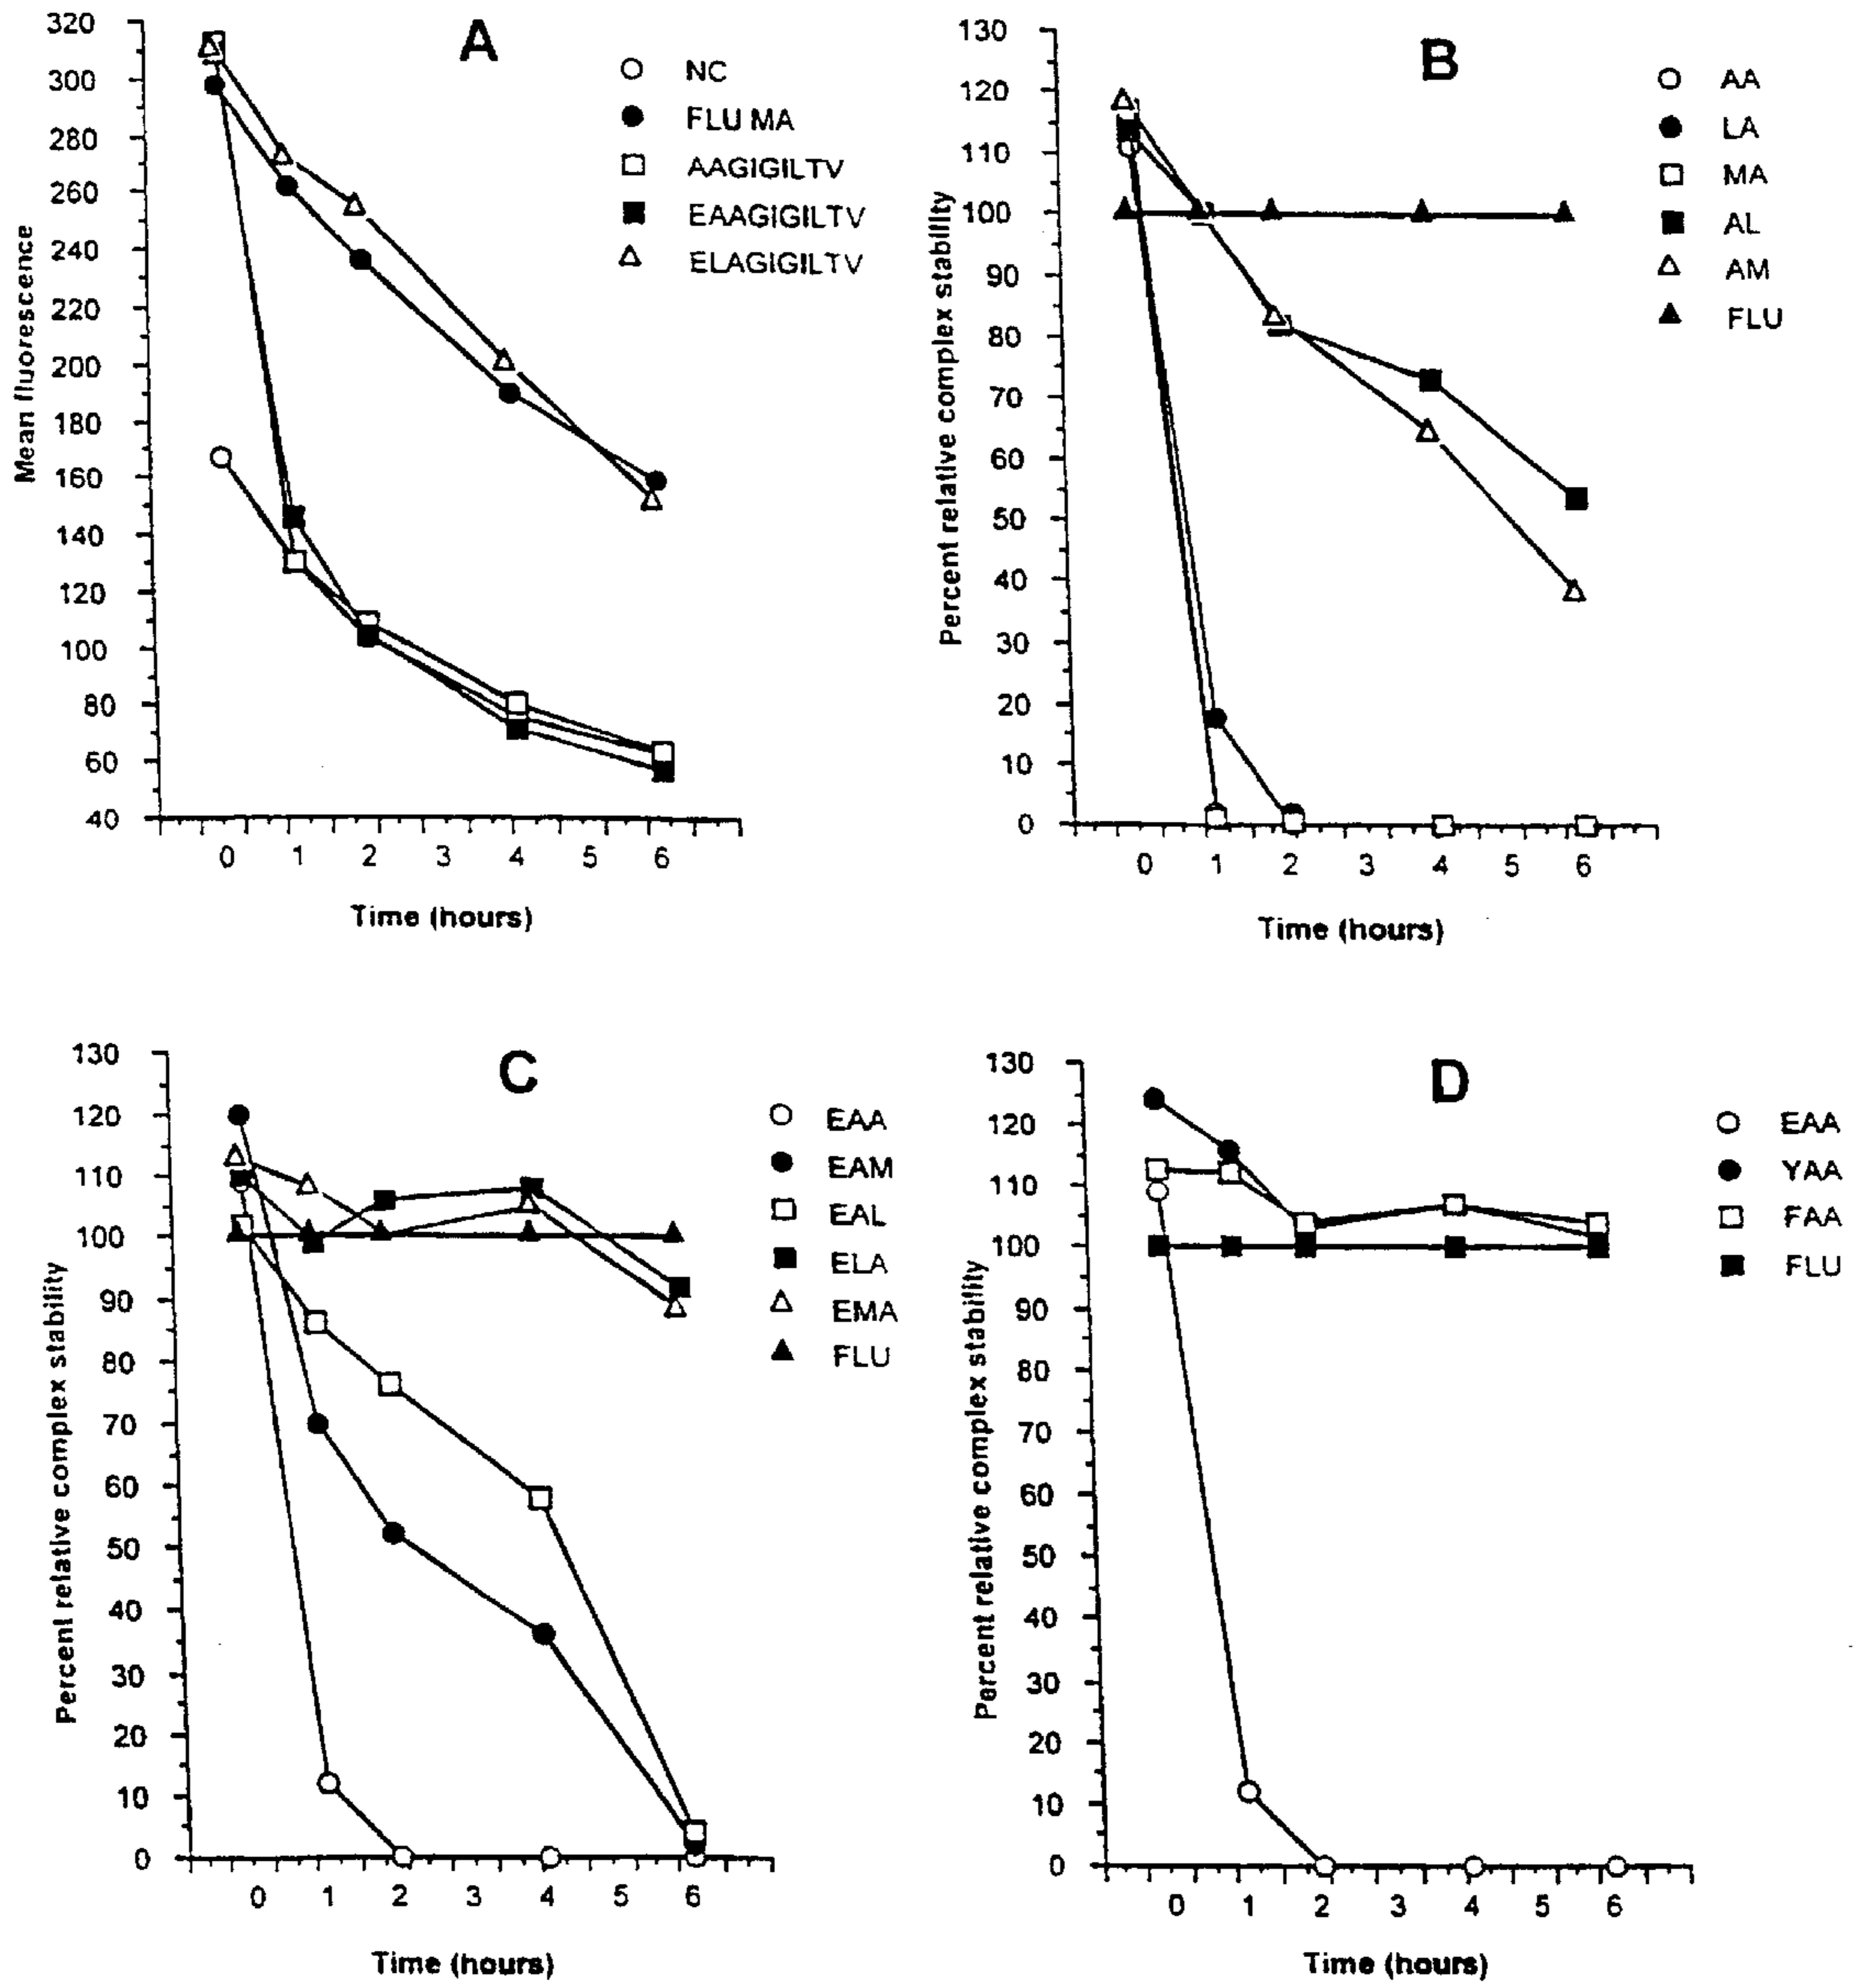 A
Mean fluorescence
320
300
280
260
240
220
200
180
160
140
120
100
80
60
40
0 1 2 3 4 5 6
Time (hours)
NC
FLU MA
AAGIGILTV
EAAGIGILTV
ELAGIGILTV
B
Percent relative complex stability
130
120
110
100
90
80
70
60
50
40
30
20
10
0
0 1 2 3 4 5 6
Time (hours)
AA
LA
MA
AL
AM
FLU
C
Percent relative complex stability
130
120
110
100
90
80
70
60
50
40
30
20
10
0
0 1 2 3 4 5 6
Time (hours)
EAA
EAM
EAL
ELA
EMA
FLU
D
Percent relative complex stability
130
120
110
100
90
80
70
60
50
40
30
20
10
0
0 1 2 3 4 5 6
Time (hours)
EAA
YAA
FAA
FLU